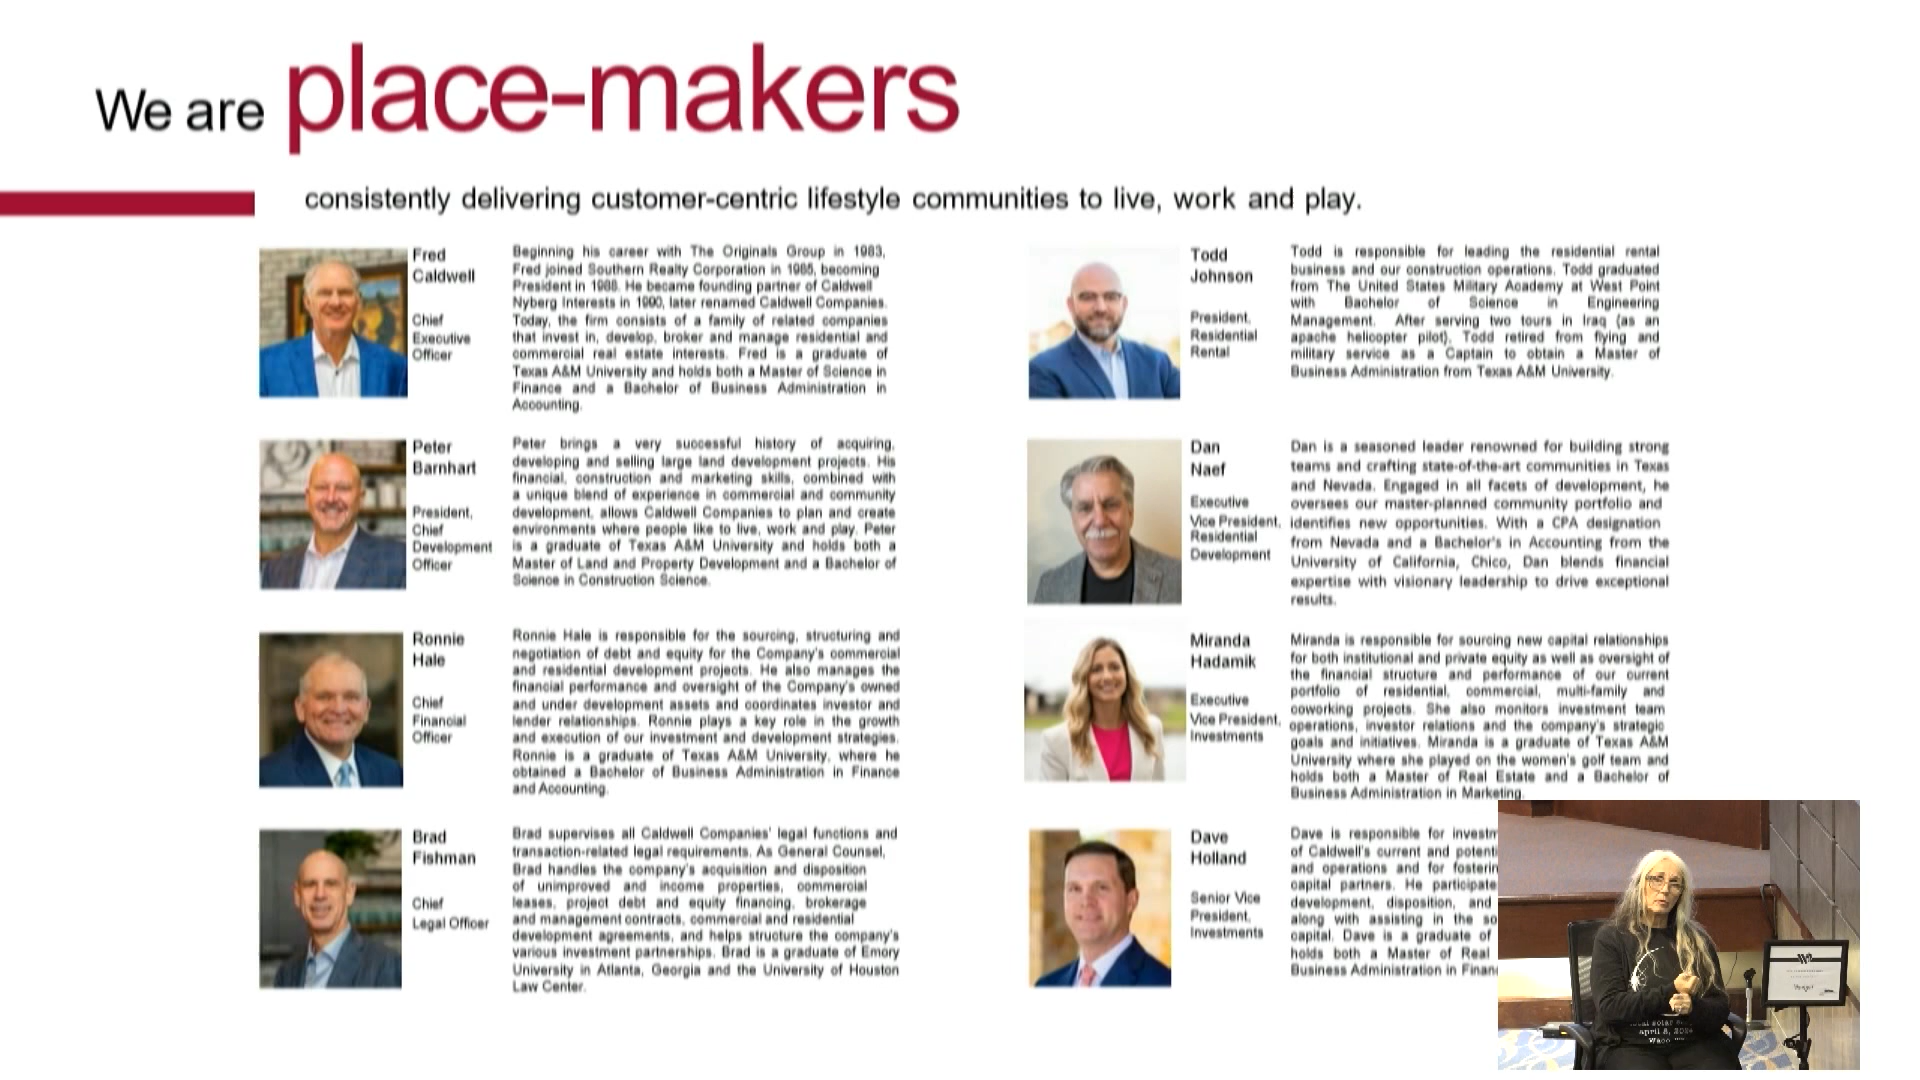 We are place-makers
consistently delivering customer-centric lifestyle communities to live, work and play.
Fred
Caldwell
Chief
Executive
Officer
Beginning his career with The Originals Group in 1983,
Fred joined Southern Realty Corporation in 1985, becoming
President in 1988. He became founding partner of Caldwell
Nyberg Interests in 1990, later renamed Caldwell Companies.
Today, the firm consists of a family of related companies
that invest in, develop, broker and manage residential and
commercial real estate interests. Fred is a graduate of
Texas A&M University and holds both a Master of Science in
Finance and a Bachelor of Business Administration in
Accounting.
Peter
Barnhart
President,
Chief
Development
Officer
Peter brings a very successful history of acquiring,
developing and selling large land development projects. His
financial, construction and marketing skills, combined with
a unique blend of experience in commercial and community
development, allows Caldwell Companies to plan and create
environments where people like to live, work and play. Peter
is a graduate of Texas A&M University and holds both a
Master of Land and Property Development and a Bachelor of
Science in Construction Science.
Ronnie
Hale
Chief
Financial
Officer
Ronnie Hale is responsible for the sourcing, structuring and
negotiation of debt and equity for the Company's commercial
and residential development projects. He also manages the
financial performance and oversight of the Company's owned
and under development assets and coordinates investor and
lender relationships. Ronnie plays a key role in the growth
and execution of our investment and development strategies.
Ronnie is a graduate of Texas A&M University, where he
obtained a Bachelor of Business Administration in Finance
and Accounting.
Brad
Fishman
Chief
Legal Officer
Brad supervises all Caldwell Companies' legal functions and
transaction-related legal requirements. As General Counsel,
Brad handles the company's acquisition and disposition
of unimproved and income properties, commercial
leases, project debt and equity financing, brokerage
and management contracts, commercial and residential
development agreements, and helps structure the company's
various investment partnerships. Brad is a graduate of Emory
University in Atlanta, Georgia and the University of Houston
Law Center.
Todd
Johnson
President,
Residential
Rental
Todd is responsible for leading the residential rental
business and our construction operations. Todd graduated
from The United States Military Academy at West Point
with Bachelor of Science in Engineering
Management. After serving two tours in Iraq (as an
apache helicopter pilot), Todd retired from flying and
military service as a Captain to obtain a Master of
Business Administration from Texas A&M University.
Dan
Naef
Executive
Vice President,
Residential
Development
Dan is a seasoned leader renowned for building strong
teams and crafting state-of-the-art communities in Texas
and Nevada. Engaged in all facets of development, he
oversees our master-planned community portfolio and
identifies new opportunities. With a CPA designation
from Nevada and a Bachelor's in Accounting from the
University of California, Chico, Dan blends financial
expertise with visionary leadership to drive exceptional
results.
Miranda
Hadamik
Executive
Vice President,
Investments
Miranda is responsible for sourcing new capital relationships
for both institutional and private equity as well as oversight of
the financial structure and performance of our current
portfolio of residential, commercial, multi-family and
coworking projects. She also monitors investment team
operations, investor relations and the company's strategic
goals and initiatives. Miranda is a graduate of Texas A&M
University where she played on the women's golf team and
holds both a Master of Real Estate and a Bachelor of
Business Administration in Marketing.
Dave
Holland
Senior Vice
President,
Investments
Dave is responsible for investm
of Caldwell's current and potenti
and operations and for fosterin
capital partners. He participate
development, disposition, and
along with assisting in the so
capital. Dave is a graduate of
holds both a Master of Real
Business Administration in Financ
april 8,